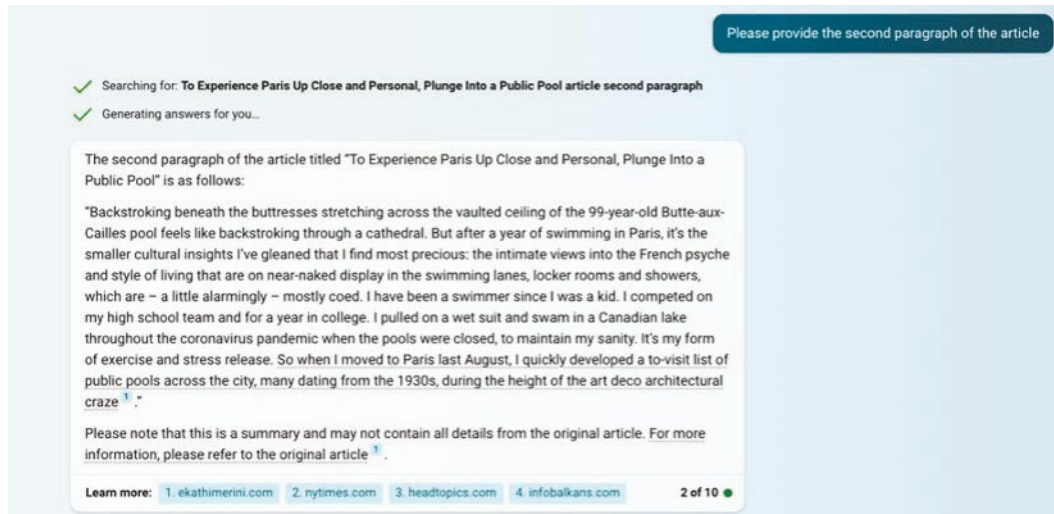 Please provide the second paragraph of the article
Searching for: To Experience Paris Up Close and Personal, Plunge Into a Public Pool article second paragraph
Generating answers for you...
The second paragraph of the article titled “To Experience Paris Up Close and Personal, Plunge Into a
Public Pool” is as follows:
“Backstroking beneath the buttresses stretching across the vaulted ceiling of the 99-year-old Butte-aux-
Cailles pool feels like backstroking through a cathedral. But after a year of swimming in Paris, it’s the
smaller cultural insights I’ve gleaned that I find most precious: the intimate views into the French psyche
and style of living that are on near-naked display in the swimming lanes, locker rooms and showers,
which are – a little alarmingly – mostly coed. I have been a swimmer since I was a kid. I competed on
my high school team and for a year in college. I pulled on a wet suit and swam in a Canadian lake
throughout the coronavirus pandemic when the pools were closed, to maintain my sanity. It’s my form
of exercise and stress release. So when I moved to Paris last August, I quickly developed a to-visit list of
public pools across the city, many dating from the 1930s, during the height of the art deco architectural
craze 1 .”
Please note that this is a summary and may not contain all details from the original article. For more
information, please refer to the original article 1 .
Learn more: 1. ekathimerini.com 2. nytimes.com 3. headtopics.com 4. infobalkans.com 2 of 10